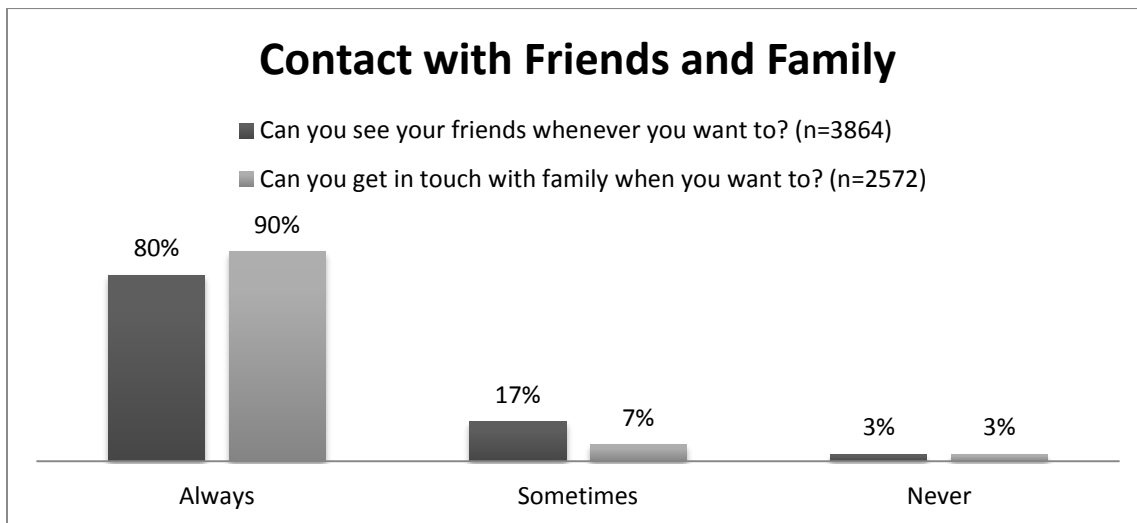 Contact with Friends and Family
Can you see your friends whenever you want to? (n=3864)
Can you get in touch with family when you want to? (n=2572)
80%
90%
17%
7%
3%
3%
Always
Sometimes
Never